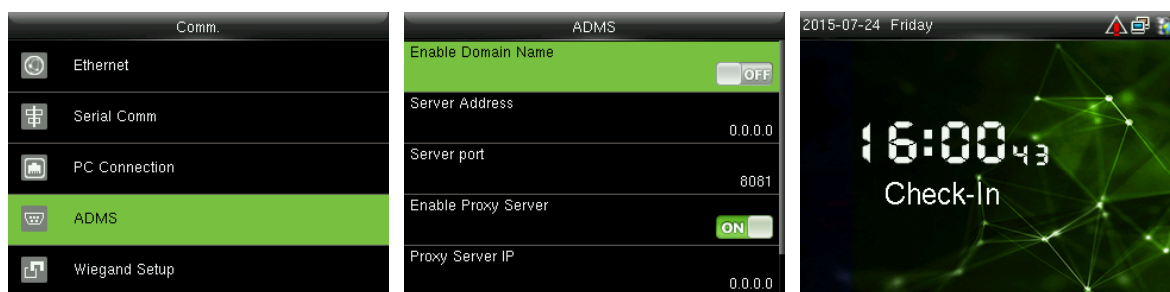 Comm.
Ethernet
Serial Comm
PC Connection
ADMS
Wiegand Setup
ADMS
Enable Domain Name
OFF
Server Address
0.0.0.0
Server port
8081
Enable Proxy Server
ON
Proxy Server IP
0.0.0.0
2015-07-24 Friday
16:00 43
Check-In